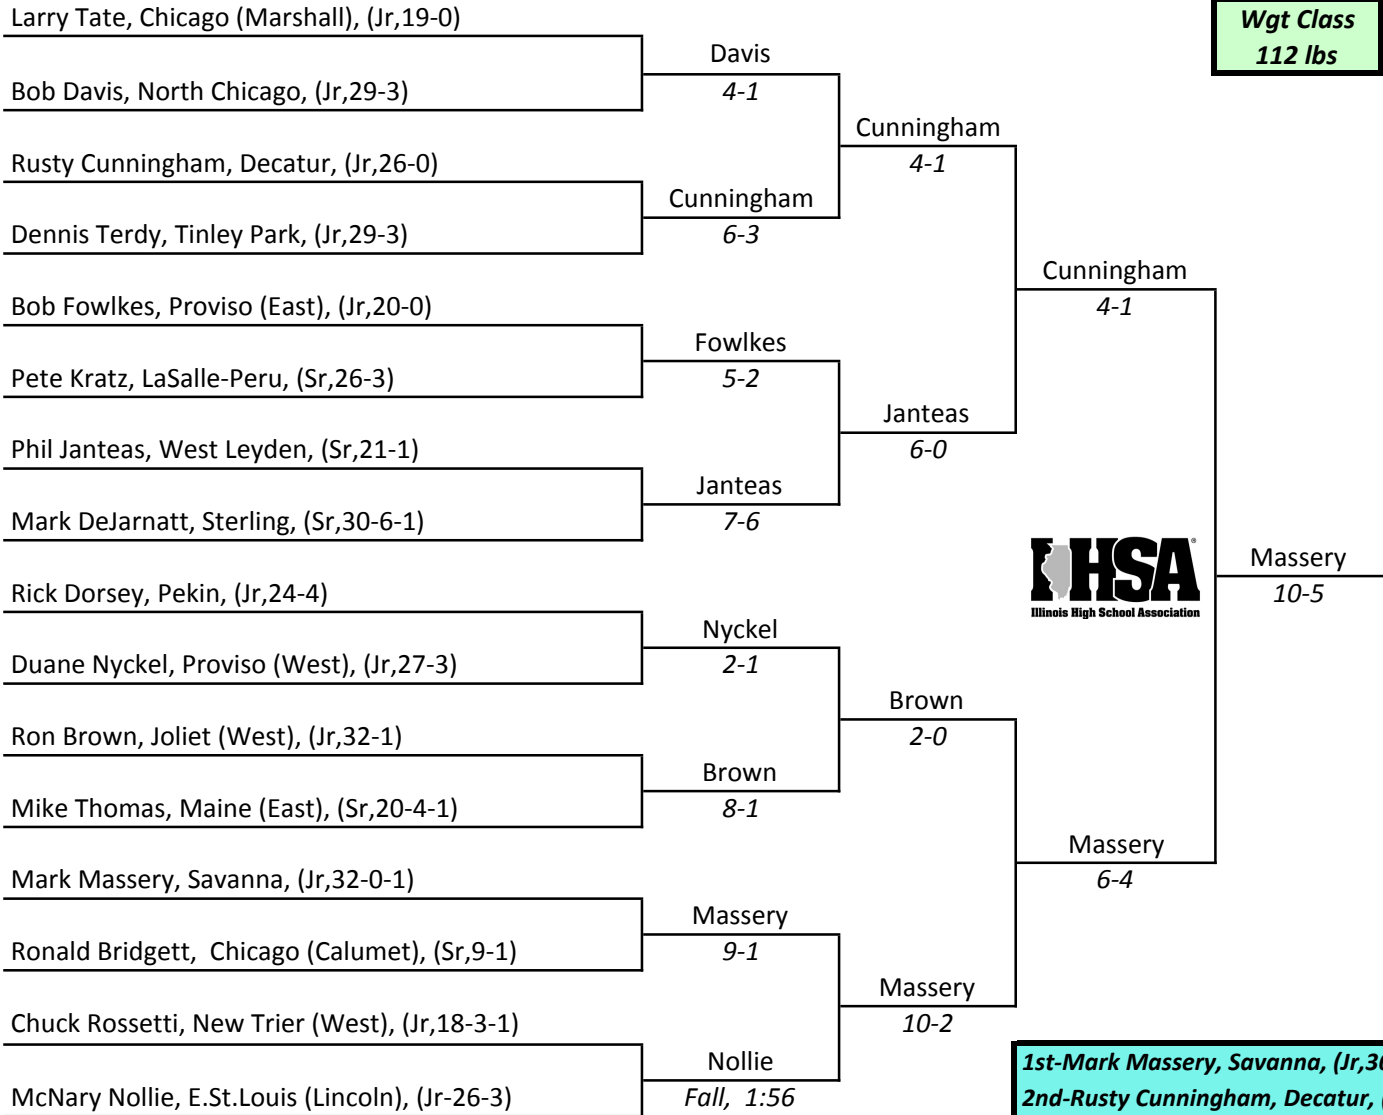 Larry Tate, Chicago (Marshall), (Jr,19-0)
Wgt Class
112 lbs
Davis
4-1
Bob Davis, North Chicago, (Jr,29-3)
Cunningham
4-1
Rusty Cunningham, Decatur, (Jr,26-0)
Cunningham
6-3
Dennis Terdy, Tinley Park, (Jr,29-3)
Cunningham
4-1
Bob Fowlkes, Proviso (East), (Jr,20-0)
Fowlkes
5-2
Pete Kratz, LaSalle-Peru, (Sr,26-3)
Janteas
6-0
Phil Janteas, West Leyden, (Sr,21-1)
Janteas
7-6
Mark DeJarnatt, Sterling, (Sr,30-6-1)
IHSA®
Illinois High School Association
Massery
10-5
Rick Dorsey, Pekin, (Jr,24-4)
Nyckel
2-1
Duane Nyckel, Proviso (West), (Jr,27-3)
Brown
2-0
Ron Brown, Joliet (West), (Jr,32-1)
Brown
8-1
Mike Thomas, Maine (East), (Sr,20-4-1)
Massery
6-4
Mark Massery, Savanna, (Jr,32-0-1)
Massery
9-1
Ronald Bridgett,  Chicago (Calumet), (Sr,9-1)
Massery
10-2
Chuck Rossetti, New Trier (West), (Jr,18-3-1)
Nollie
Fall,  1:56
McNary Nollie, E.St.Louis (Lincoln), (Jr-26-3)
1st-Mark Massery, Savanna, (Jr,3
2nd-Rusty Cunningham, Decatur, (